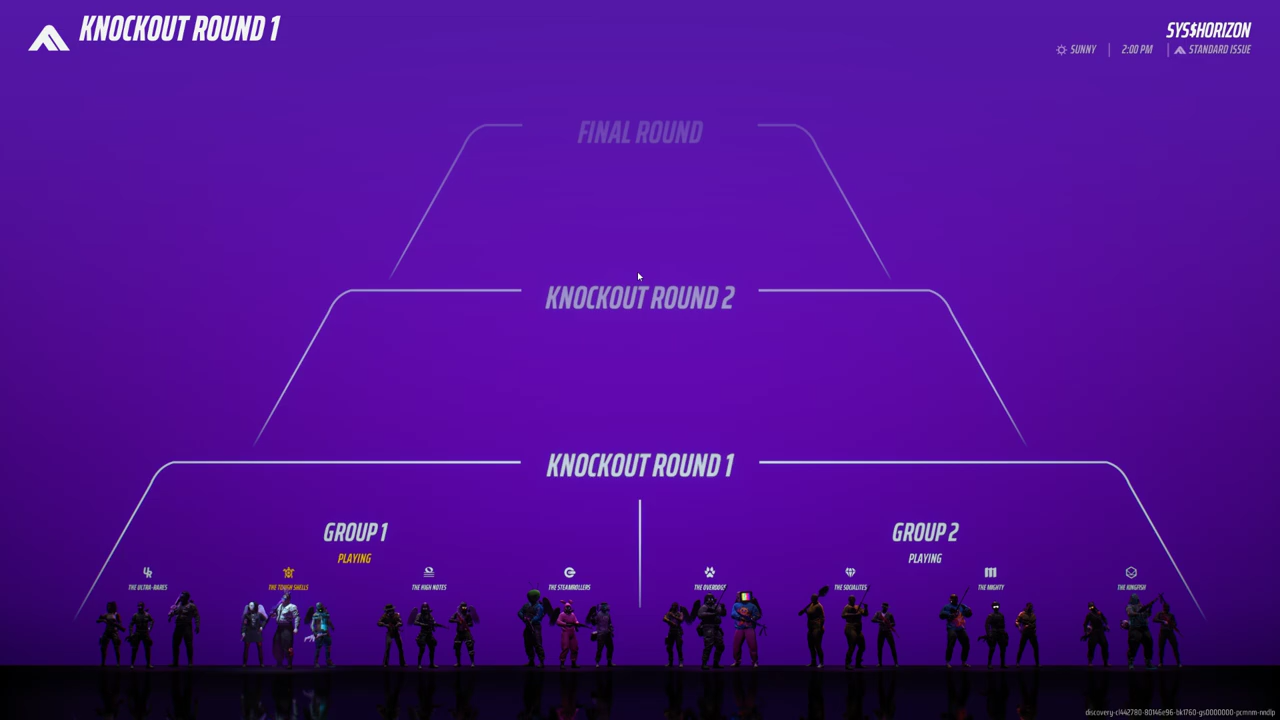 KNOCKOUT ROUND 1
SYS$HORIZON
SUNNY | 2:00 PM | STANDARD ISSUE
FINAL ROUND
KNOCKOUT ROUND 2
KNOCKOUT ROUND 1
GROUP 1
PLAYING
GROUP 2
PLAYING
THE ULTRA-RARES
THE TOUGH SHELLS
THE HIGH NOTES
THE STEAMROLLERS
THE OVERDOGS
THE SOCIALITES
THE MIGHTY
THE KINGFISH